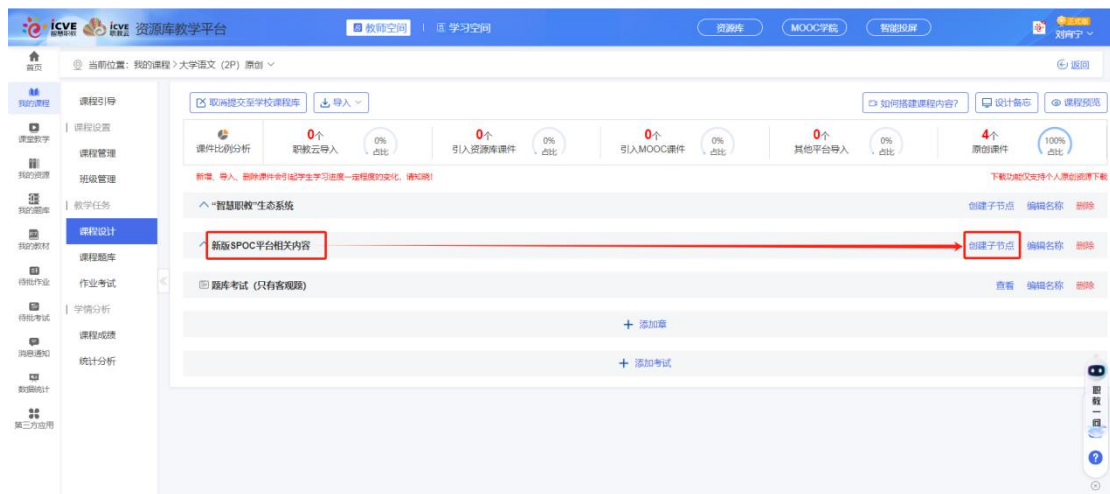 icve 智慧职教 icve 职教云 资源库教学平台 教师空间 学习空间 资源库 MOOC学院 智能投屏 正式版
首页 当前位置：我的课程 > 大学语文（2P）原创 返回
我的课程
课堂教学
我的资源
我的题库
我的教材
待批作业
待批考试
消息通知
数据统计
第三方应用
课程引导
课程设置
课程管理
班级管理
教学任务
课程设计
课程题库
作业考试
学情分析
课程成绩
统计分析
取消提交至学校课程库 导入 如何搭建课程内容? 设计备忘 课程预览
课件比例分析 0个 职教云导入 0% 占比 0个 引入资源库课件 0% 占比 0个 引入MOOC课件 0% 占比 0个 其他平台导入 0% 占比 4个 原创课件 100% 占比
新增、导入、删除课件会引起学生学习进度一定程度的变化，请知晓! 下载功能仅支持个人原创资源下载
“智慧职教”生态系统 创建子节点 编辑名称 删除
新版SPOC平台相关内容 创建子节点 编辑名称 删除
题库考试（只有客观题） 查看 编辑名称 删除
+ 添加章
+ 添加考试
职教一问
?